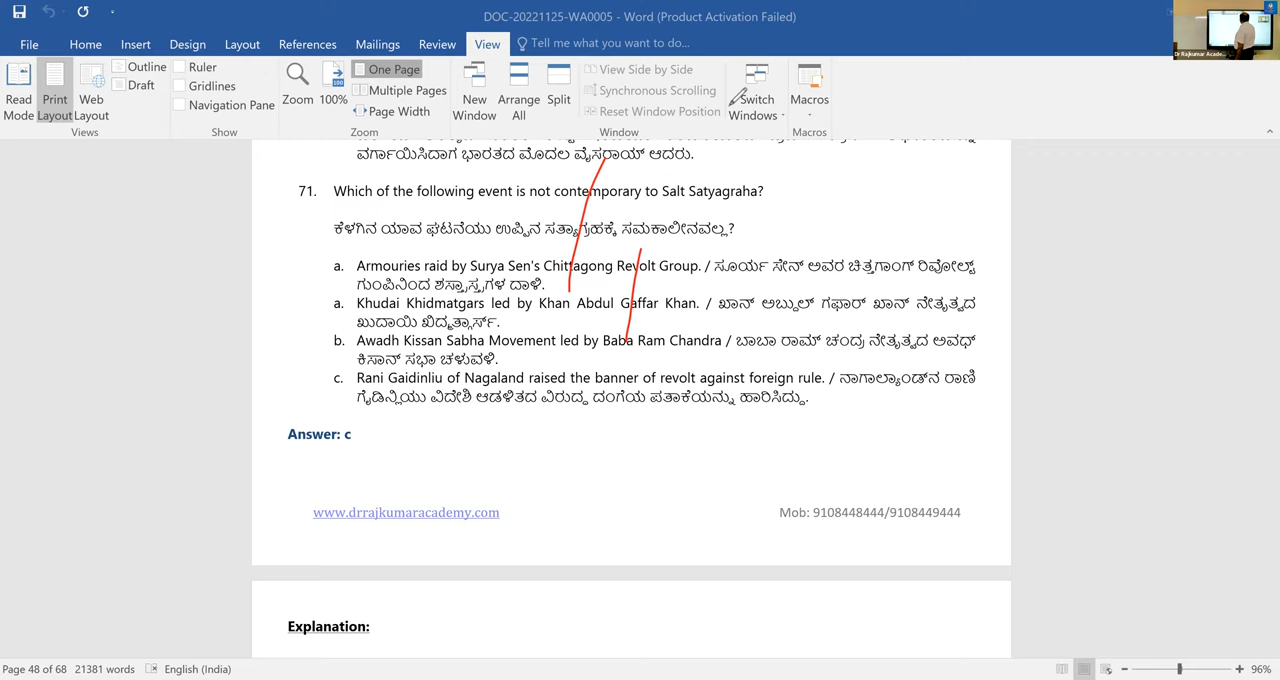 DOC-20221125-WA0005 - Word (Product Activation Failed)
File Home Insert Design Layout References Mailings Review View Tell me what you want to do...
Read Mode Print Layout Web Layout Outline Draft
Views
Ruler
Gridlines
Navigation Pane
Show
Zoom 100% One Page
Multiple Pages
Page Width
Zoom
New Window Arrange All Split
View Side by Side
Synchronous Scrolling
Reset Window Position
Window
Switch Windows
Macros
Macros
Dr Rajkumar Acade...
ವರ್ಗಾಯಿಸಿದಾಗ ಭಾರತದ ಮೊದಲ ವೈಸರಾಯ್ ಆದರು.
71. Which of the following event is not contemporary to Salt Satyagraha?
ಕೆಳಗಿನ ಯಾವ ಘಟನೆಯು ಉಪ್ಪಿನ ಸತ್ಯಾಗ್ರಹಕ್ಕೆ ಸಮಕಾಲೀನವಲ್ಲ?
a. Armouries raid by Surya Sen's Chittagong Revolt Group. / ಸೂರ್ಯ ಸೇನ್ ಅವರ ಚಿತ್ತಗಾಂಗ್ ರಿವೋಲ್ಟ್
ಗುಂಪಿನಿಂದ ಶಸ್ತ್ರಾಸ್ತ್ರಗಳ ದಾಳಿ.
a. Khudai Khidmatgars led by Khan Abdul Gaffar Khan. / ಖಾನ್ ಅಬ್ದುಲ್ ಗಫಾರ್ ಖಾನ್ ನೇತೃತ್ವದ
ಖುದಾಯಿ ಖಿದ್ಮತ್ಗಾರ್ಸ್.
b. Awadh Kissan Sabha Movement led by Baba Ram Chandra / ಬಾಬಾ ರಾಮ್ ಚಂದ್ರ ನೇತೃತ್ವದ ಅವಧ್
ಕಿಸಾನ್ ಸಭಾ ಚಳುವಳಿ.
c. Rani Gaidinliu of Nagaland raised the banner of revolt against foreign rule. / ನಾಗಾಲ್ಯಾಂಡ್‌ನ ರಾಣಿ
ಗೈಡಿನ್ಲಿಯು ವಿದೇಶಿ ಆಡಳಿತದ ವಿರುದ್ಧ ದಂಗೆಯ ಪತಾಕೆಯನ್ನು ಹಾರಿಸಿದ್ದು.
Answer: c
www.drrajkumaracademy.com Mob: 9108448444/9108449444
Explanation:
Page 48 of 68 21381 words English (India) 96%